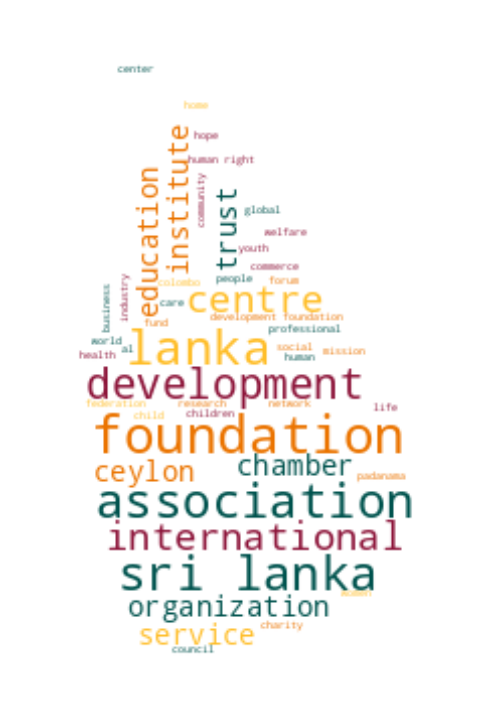 center
home
institute
hope
human right
education
community
trust
global
welfare
youth
commerce
people
forum
colombo
business
industry
care
centre
development foundation
fund
professional
world
al
lanka
social
mission
health
human
development
federation
research
network
life
child
children
foundation
chamber
ceylon
padanama
association
international
sri lanka
women
organization
service
charity
council